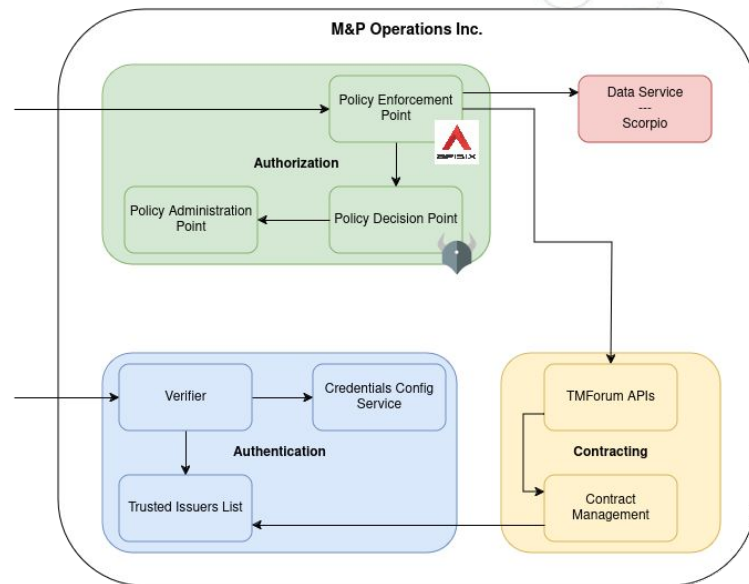 M&P Operations Inc.
Policy Enforcement
Point
Data Service
---
Scorpio
APISIX
Authorization
Policy Administration
Point
Policy Decision Point
Verifier
Credentials Config
Service
TMForum APIs
Authentication
Contracting
Trusted Issuers List
Contract
Management